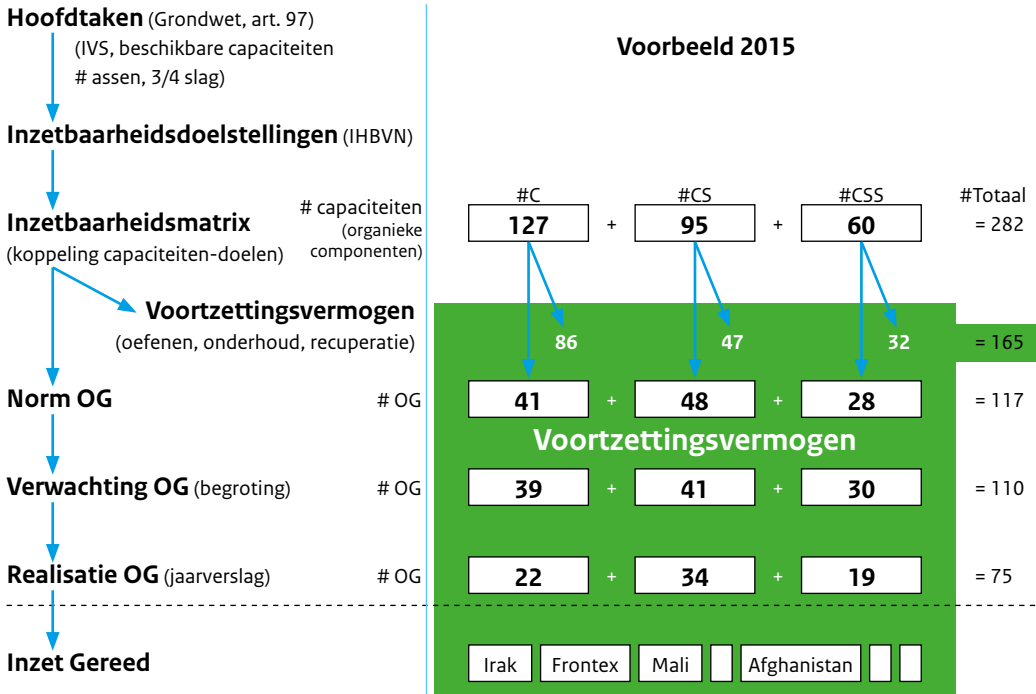 Hoofdtaken (Grondwet, art. 97)
(IVS, beschikbare capaciteiten
# assen, 3/4 slag)
Voorbeeld 2015
Inzetbaarheidsdoelstellingen (IHBVN)
#C #CS #CSS #Totaal
Inzetbaarheidsmatrix
(koppeling capaciteiten-doelen)
# capaciteiten
(organieke
componenten)
127 + 95 + 60 = 282
Voortzettingsvermogen
(oefenen, onderhoud, recuperatie)
86 47 32 = 165
Norm OG # OG 41 + 48 + 28 = 117
Voortzettingsvermogen
Verwachting OG (begroting) # OG 39 + 41 + 30 = 110
Realisatie OG (jaarverslag) # OG 22 + 34 + 19 = 75
Inzet Gereed Irak Frontex Mali Afghanistan